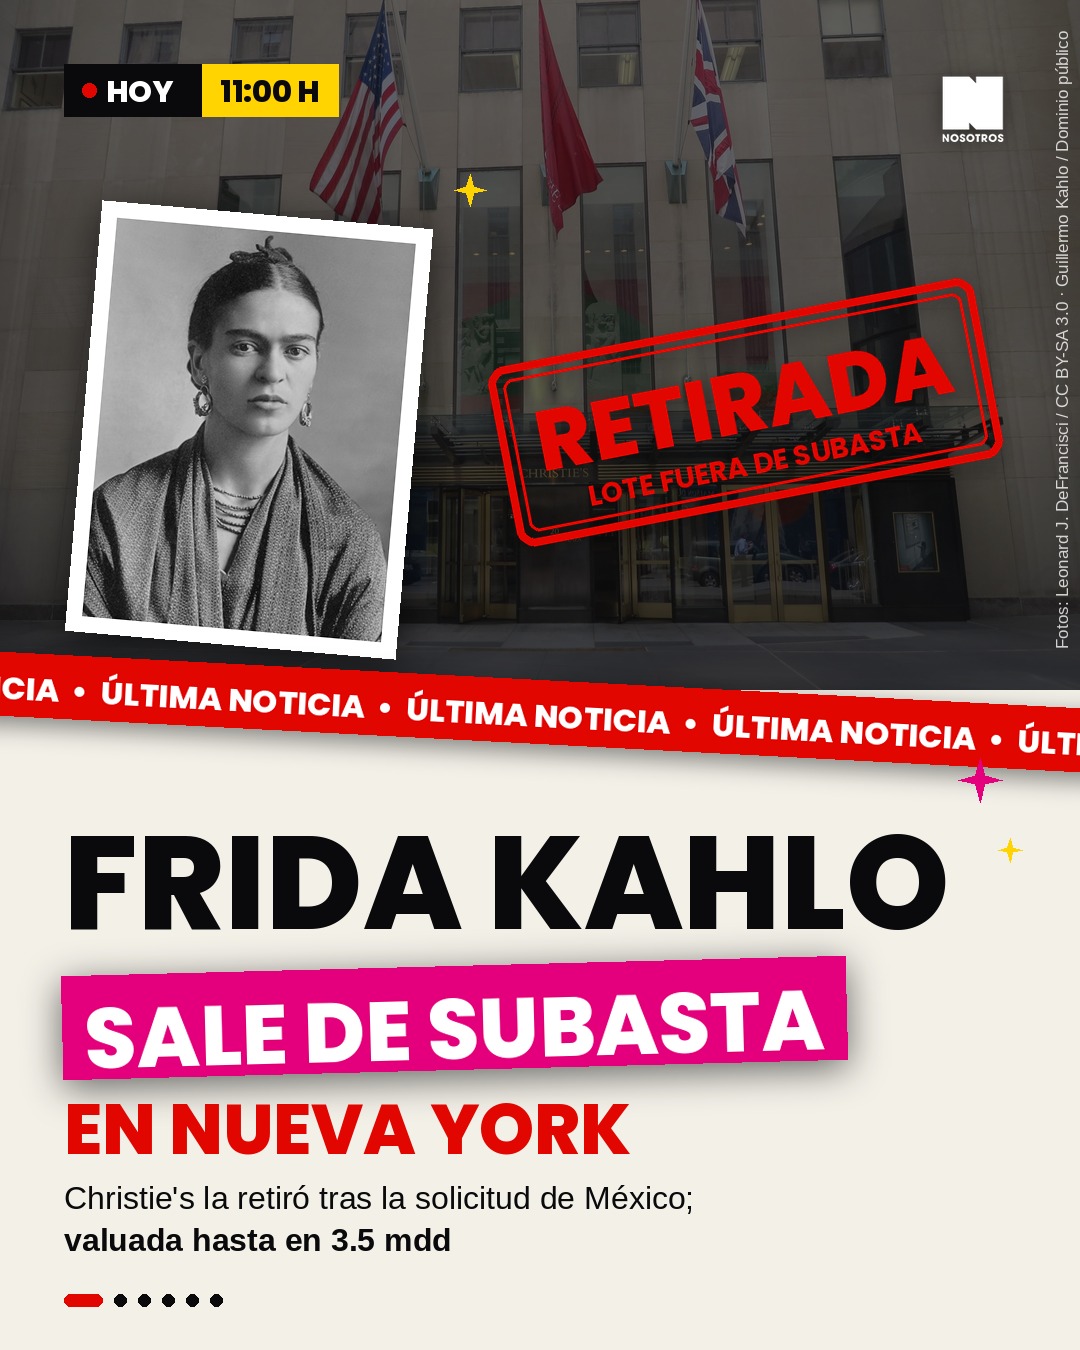 HOY 11:00 H
NOSOTROS
Fotos: Leonard J. DeFrancisci / CC BY-SA 3.0 · Guillermo Kahlo / Dominio público
RETIRADA
LOTE FUERA DE SUBASTA
CHRISTIE'S
CIA • ÚLTIMA NOTICIA • ÚLTIMA NOTICIA • ÚLTIMA NOTICIA • ÚLTI
FRIDA KAHLO
SALE DE SUBASTA
EN NUEVA YORK
Christie's la retiró tras la solicitud de México;
valuada hasta en 3.5 mdd